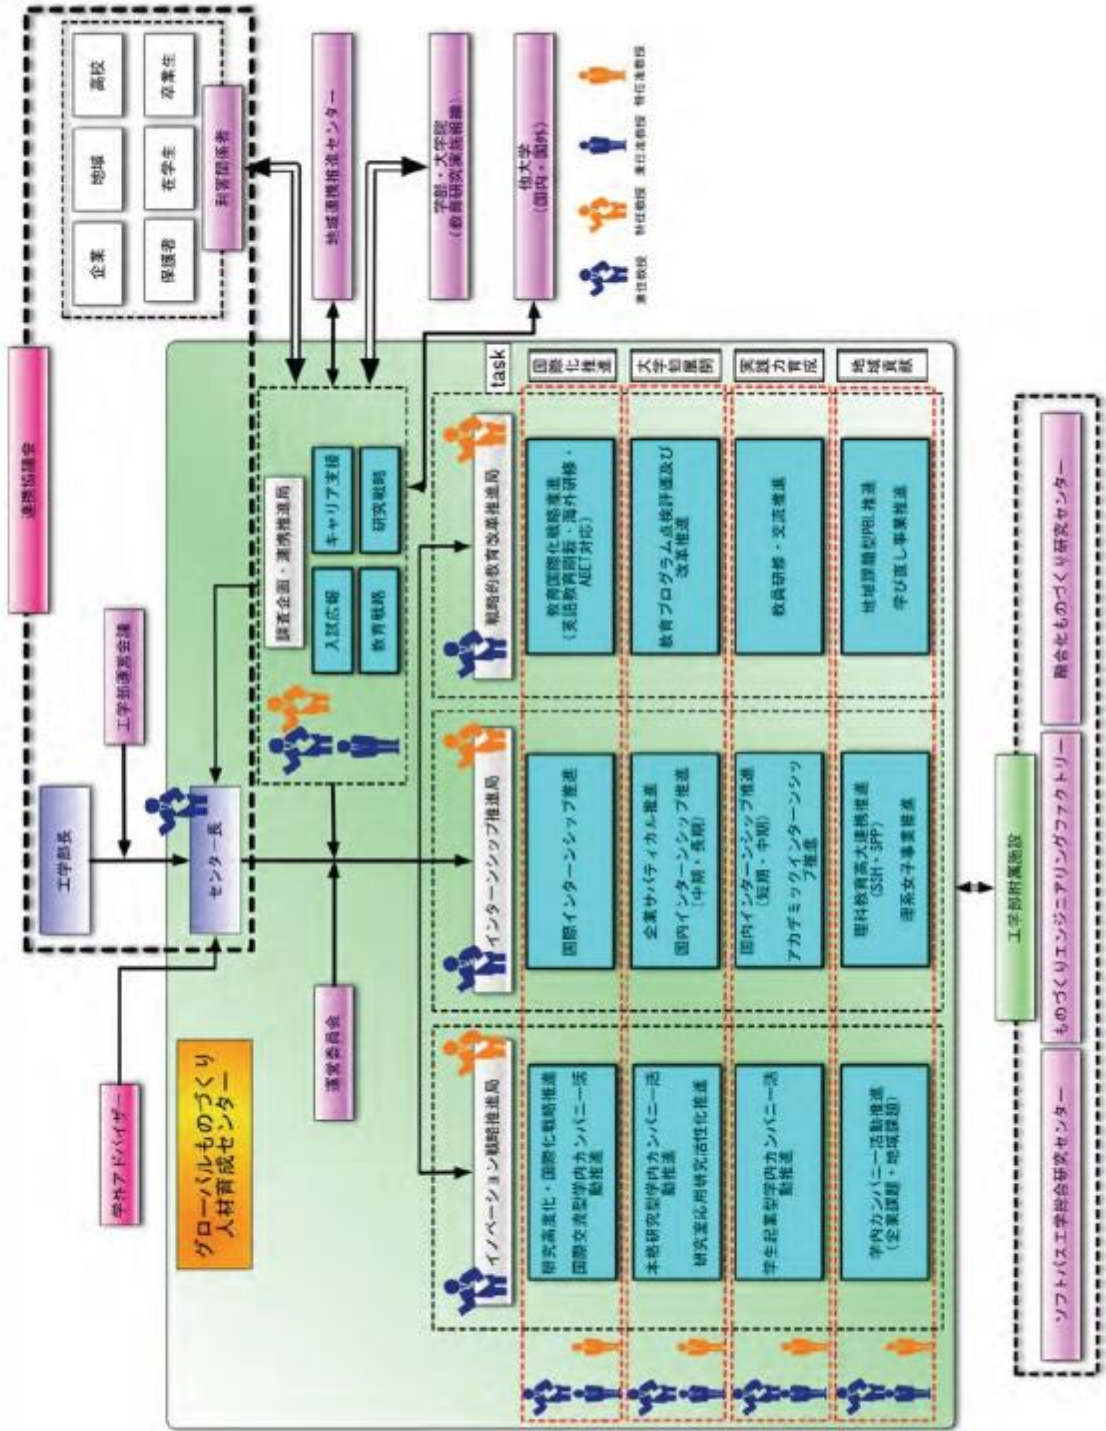 連携協議会
工学部長
工学部運営会議
学外アドバイザー
センター長
グローバルものづくり
人材育成センター
運営委員会
企業
地域
高校
保護者
在学生
卒業生
利害関係者
地域連携推進センター
学部・大学院
(教育研究実施組織)
他大学
(国内・国外)
兼任教授
特任教授
兼任准教授
特任准教授
調査企画・連携推進局
入試広報
キャリア支援
教育戦略
研究戦略
task
イノベーション戦略推進局
インターンシップ推進局
戦略的教育改革推進局
国際化
推進
研究高度化・国際化戦略推進
国際交流型学内カンパニー活
動推進
国際インターンシップ推進
教育国際化戦略推進
(英語教育刷新・海外研修・
ABET対応)
大学知
展開
本格研究型学内カンパニー活
動推進
研究室応用研究活性化推進
企業サバティカル推進
国内インターンシップ推進
(中期・長期)
教育プログラム点検評価及び
改革推進
実践力
育成
学生起業型学内カンパニー活
動推進
国内インターンシップ推進
(短期・中期)
アカデミックインターンシッ
プ推進
教員研修・交流推進
地域
貢献
学内カンパニー活動推進
(企業課題・地域課題)
理科教育高大連携推進
(SSH・SPP)
理系女子事業推進
地域課題型PBL推進
学び直し事業推進
工学部附属施設
ソフトパス工学総合研究センター
ものづくりエンジニアリングファクトリー
融合化ものづくり研究センター